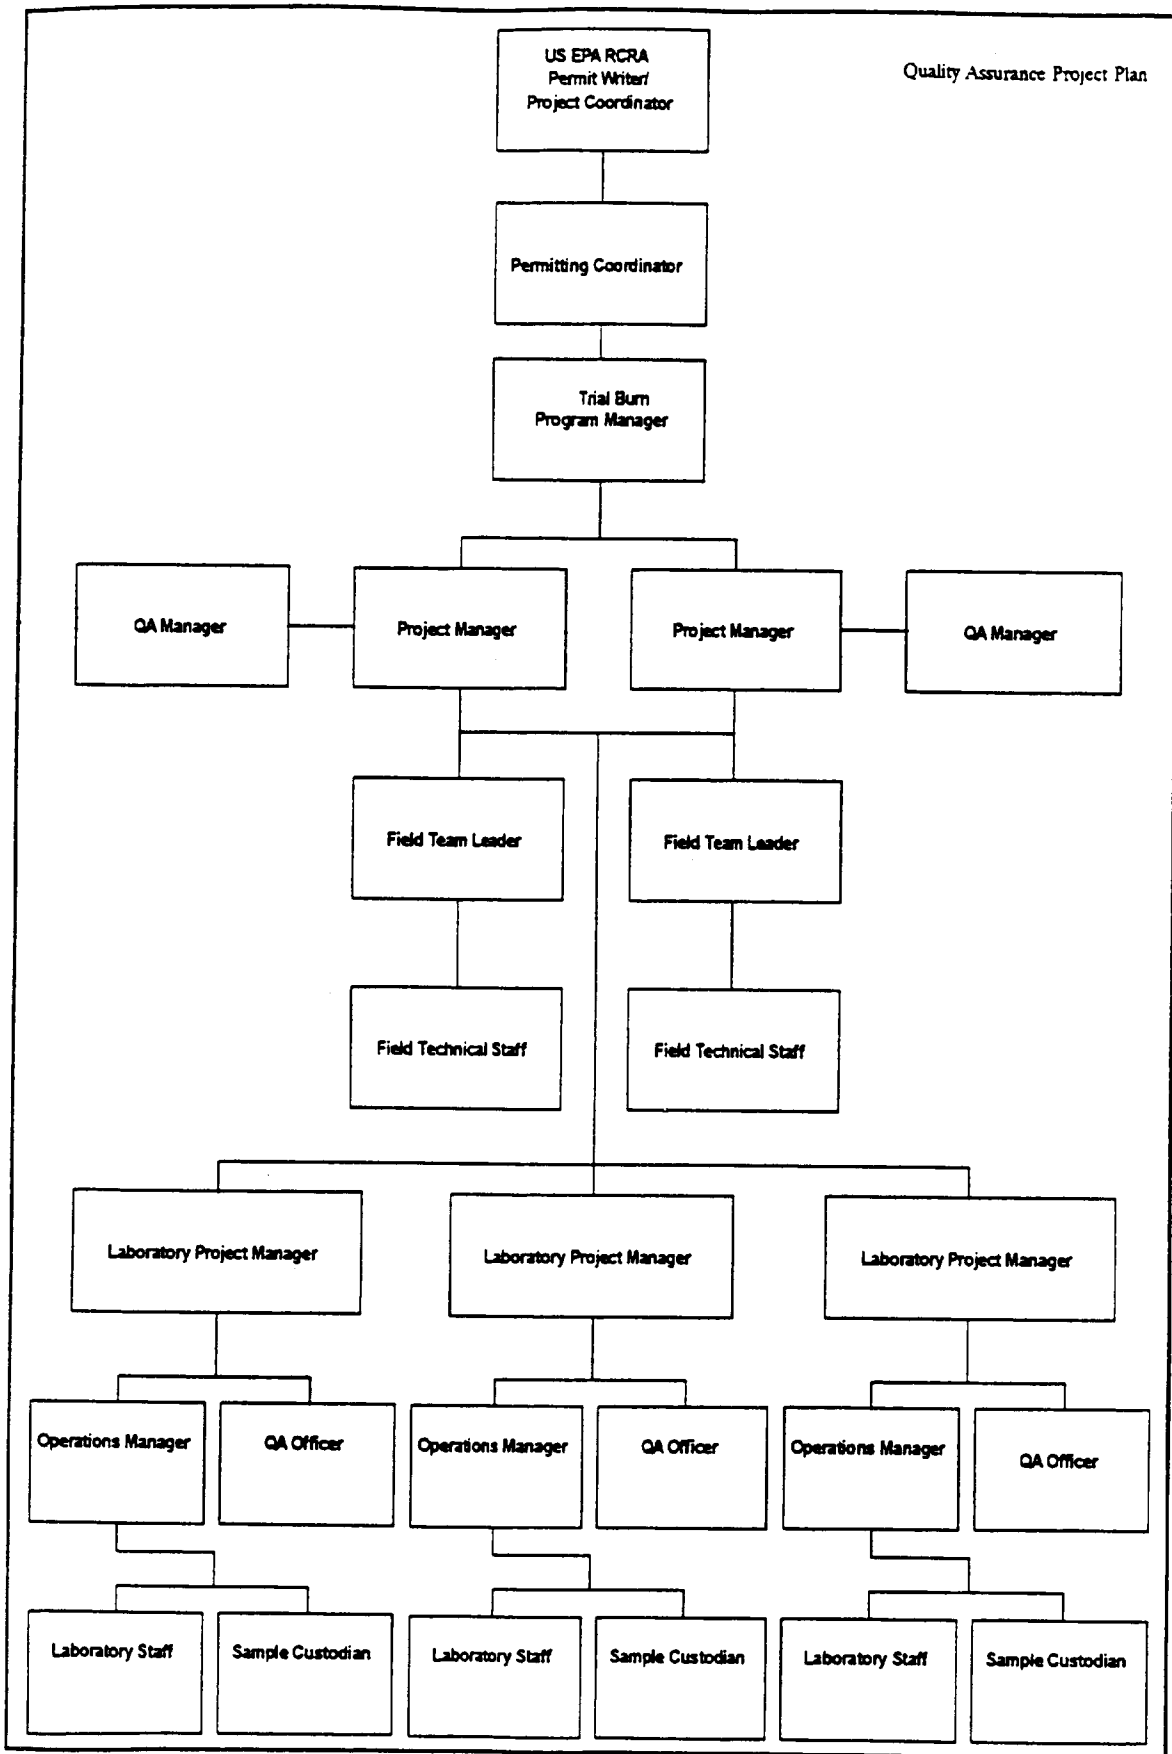 Quality Assurance Project Plan
US EPA RCRA
Permit Writer/
Project Coordinator
Permitting Coordinator
Trial Burn
Program Manager
QA Manager
Project Manager
Project Manager
QA Manager
Field Team Leader
Field Team Leader
Field Technical Staff
Field Technical Staff
Laboratory Project Manager
Laboratory Project Manager
Laboratory Project Manager
Operations Manager
QA Officer
Operations Manager
QA Officer
Operations Manager
QA Officer
Laboratory Staff
Sample Custodian
Laboratory Staff
Sample Custodian
Laboratory Staff
Sample Custodian